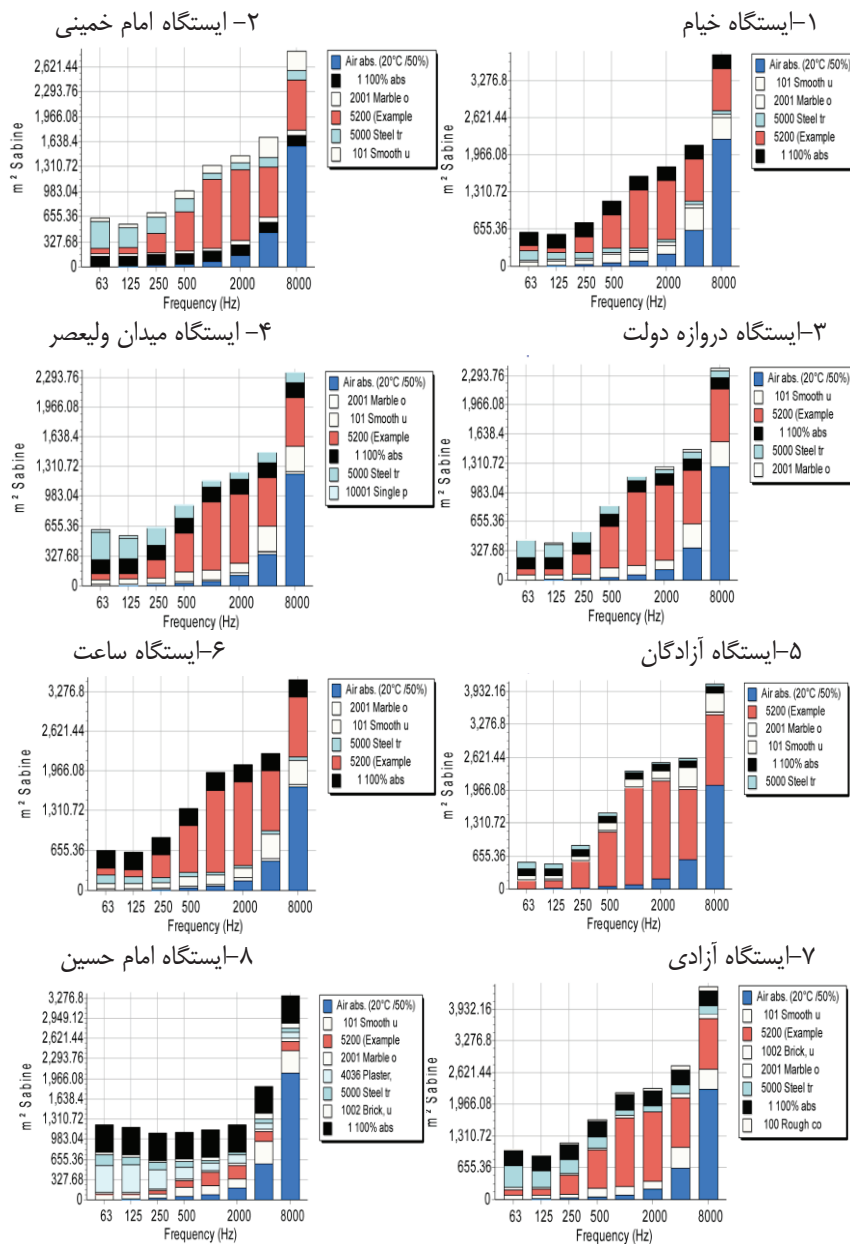 ۱-ایستگاه خیام
3,276.8
2,621.44
1,966.08
1,310.72
655.36
0
m² Sabine
63 125 250 500 2000 8000
Frequency (Hz)
Air abs. (20°C /50%)
101 Smooth u
2001 Marble o
5000 Steel tr
5200 (Example
1 100% abs
۲- ایستگاه امام خمینی
2,621.44
2,293.76
1,966.08
1,638.4
1,310.72
983.04
655.36
327.68
0
m² Sabine
63 125 250 500 2000 8000
Frequency (Hz)
Air abs. (20°C /50%)
1 100% abs
2001 Marble o
5200 (Example
5000 Steel tr
101 Smooth u
۳-ایستگاه دروازه دولت
2,293.76
1,966.08
1,638.4
1,310.72
983.04
655.36
327.68
0
m² Sabine
63 125 250 500 2000 8000
Frequency (Hz)
Air abs. (20°C /50%)
101 Smooth u
5200 (Example
1 100% abs
5000 Steel tr
2001 Marble o
۴- ایستگاه میدان ولیعصر
2,293.76
1,966.08
1,638.4
1,310.72
983.04
655.36
327.68
0
m² Sabine
63 125 250 500 2000 8000
Frequency (Hz)
Air abs. (20°C /50%)
2001 Marble o
101 Smooth u
5200 (Example
1 100% abs
5000 Steel tr
10001 Single p
۵-ایستگاه آزادگان
3,932.16
3,276.8
2,621.44
1,966.08
1,310.72
655.36
0
m² Sabine
63 125 250 500 2000 8000
Frequency (Hz)
Air abs. (20°C /50%)
5200 (Example
2001 Marble o
101 Smooth u
1 100% abs
5000 Steel tr
۶-ایستگاه ساعت
3,276.8
2,621.44
1,966.08
1,310.72
655.36
0
m² Sabine
63 125 250 500 2000 8000
Frequency (Hz)
Air abs. (20°C /50%)
2001 Marble o
101 Smooth u
5000 Steel tr
5200 (Example
1 100% abs
۷-ایستگاه آزادی
3,932.16
3,276.8
2,621.44
1,966.08
1,310.72
655.36
0
m² Sabine
63 125 250 500 2000 8000
Frequency (Hz)
Air abs. (20°C /50%)
101 Smooth u
5200 (Example
1002 Brick, u
2001 Marble o
5000 Steel tr
1 100% abs
100 Rough co
۸-ایستگاه امام حسین
3,276.8
2,949.12
2,621.44
2,293.76
1,966.08
1,638.4
1,310.72
983.04
655.36
327.68
0
m² Sabine
63 125 250 500 2000 8000
Frequency (Hz)
Air abs. (20°C /50%)
101 Smooth u
5200 (Example
2001 Marble o
4036 Plaster,
5000 Steel tr
1002 Brick, u
1 100% abs